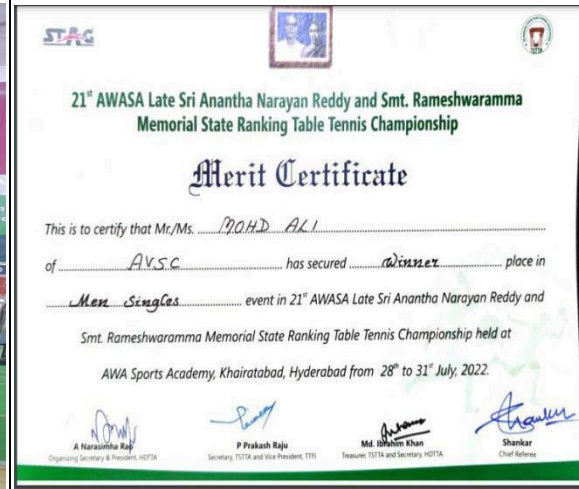 STAG
TSTTA
21st AWASA Late Sri Anantha Narayan Reddy and Smt. Rameshwaramma
Memorial State Ranking Table Tennis Championship
Merit Certificate
This is to certify that Mr./Ms. MOHD ALI
of AVSC has secured Winner place in
Men Singles event in 21st AWASA Late Sri Anantha Narayan Reddy and
Smt. Rameshwaramma Memorial State Ranking Table Tennis Championship held at
AWA Sports Academy, Khairatabad, Hyderabad from 28th to 31st July, 2022.
A Narasimha Rao P Prakash Raju Md. Ibrahim Khan Shankar
Organizing Secretary & President, HDTTA Secretary, TSTTA and Vice President, TTFI Treasurer, TSTTA and Secretary, HDTTA Chief Referee